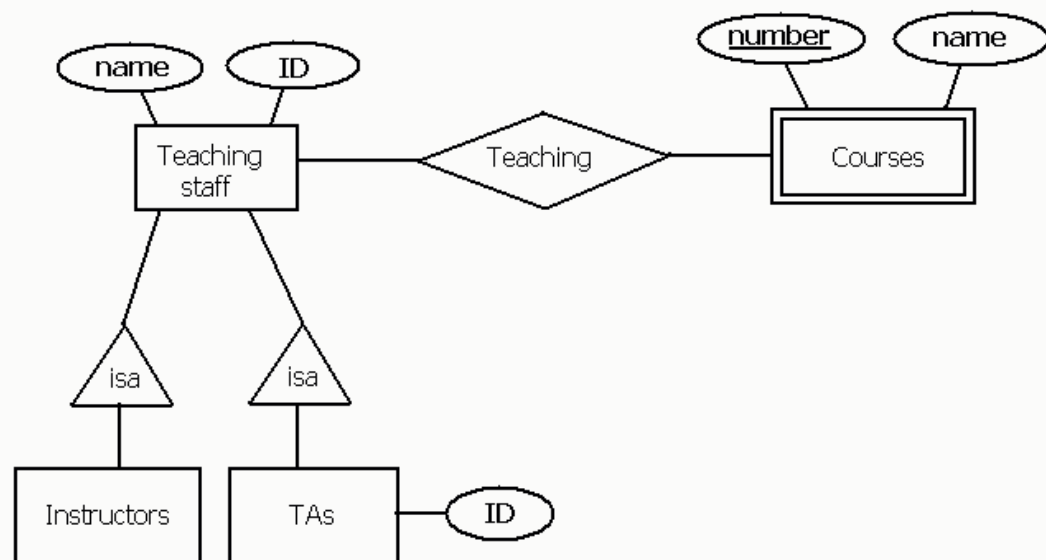 name
ID
number
name
Teaching
staff
Teaching
Courses
isa
isa
Instructors
TAs
ID